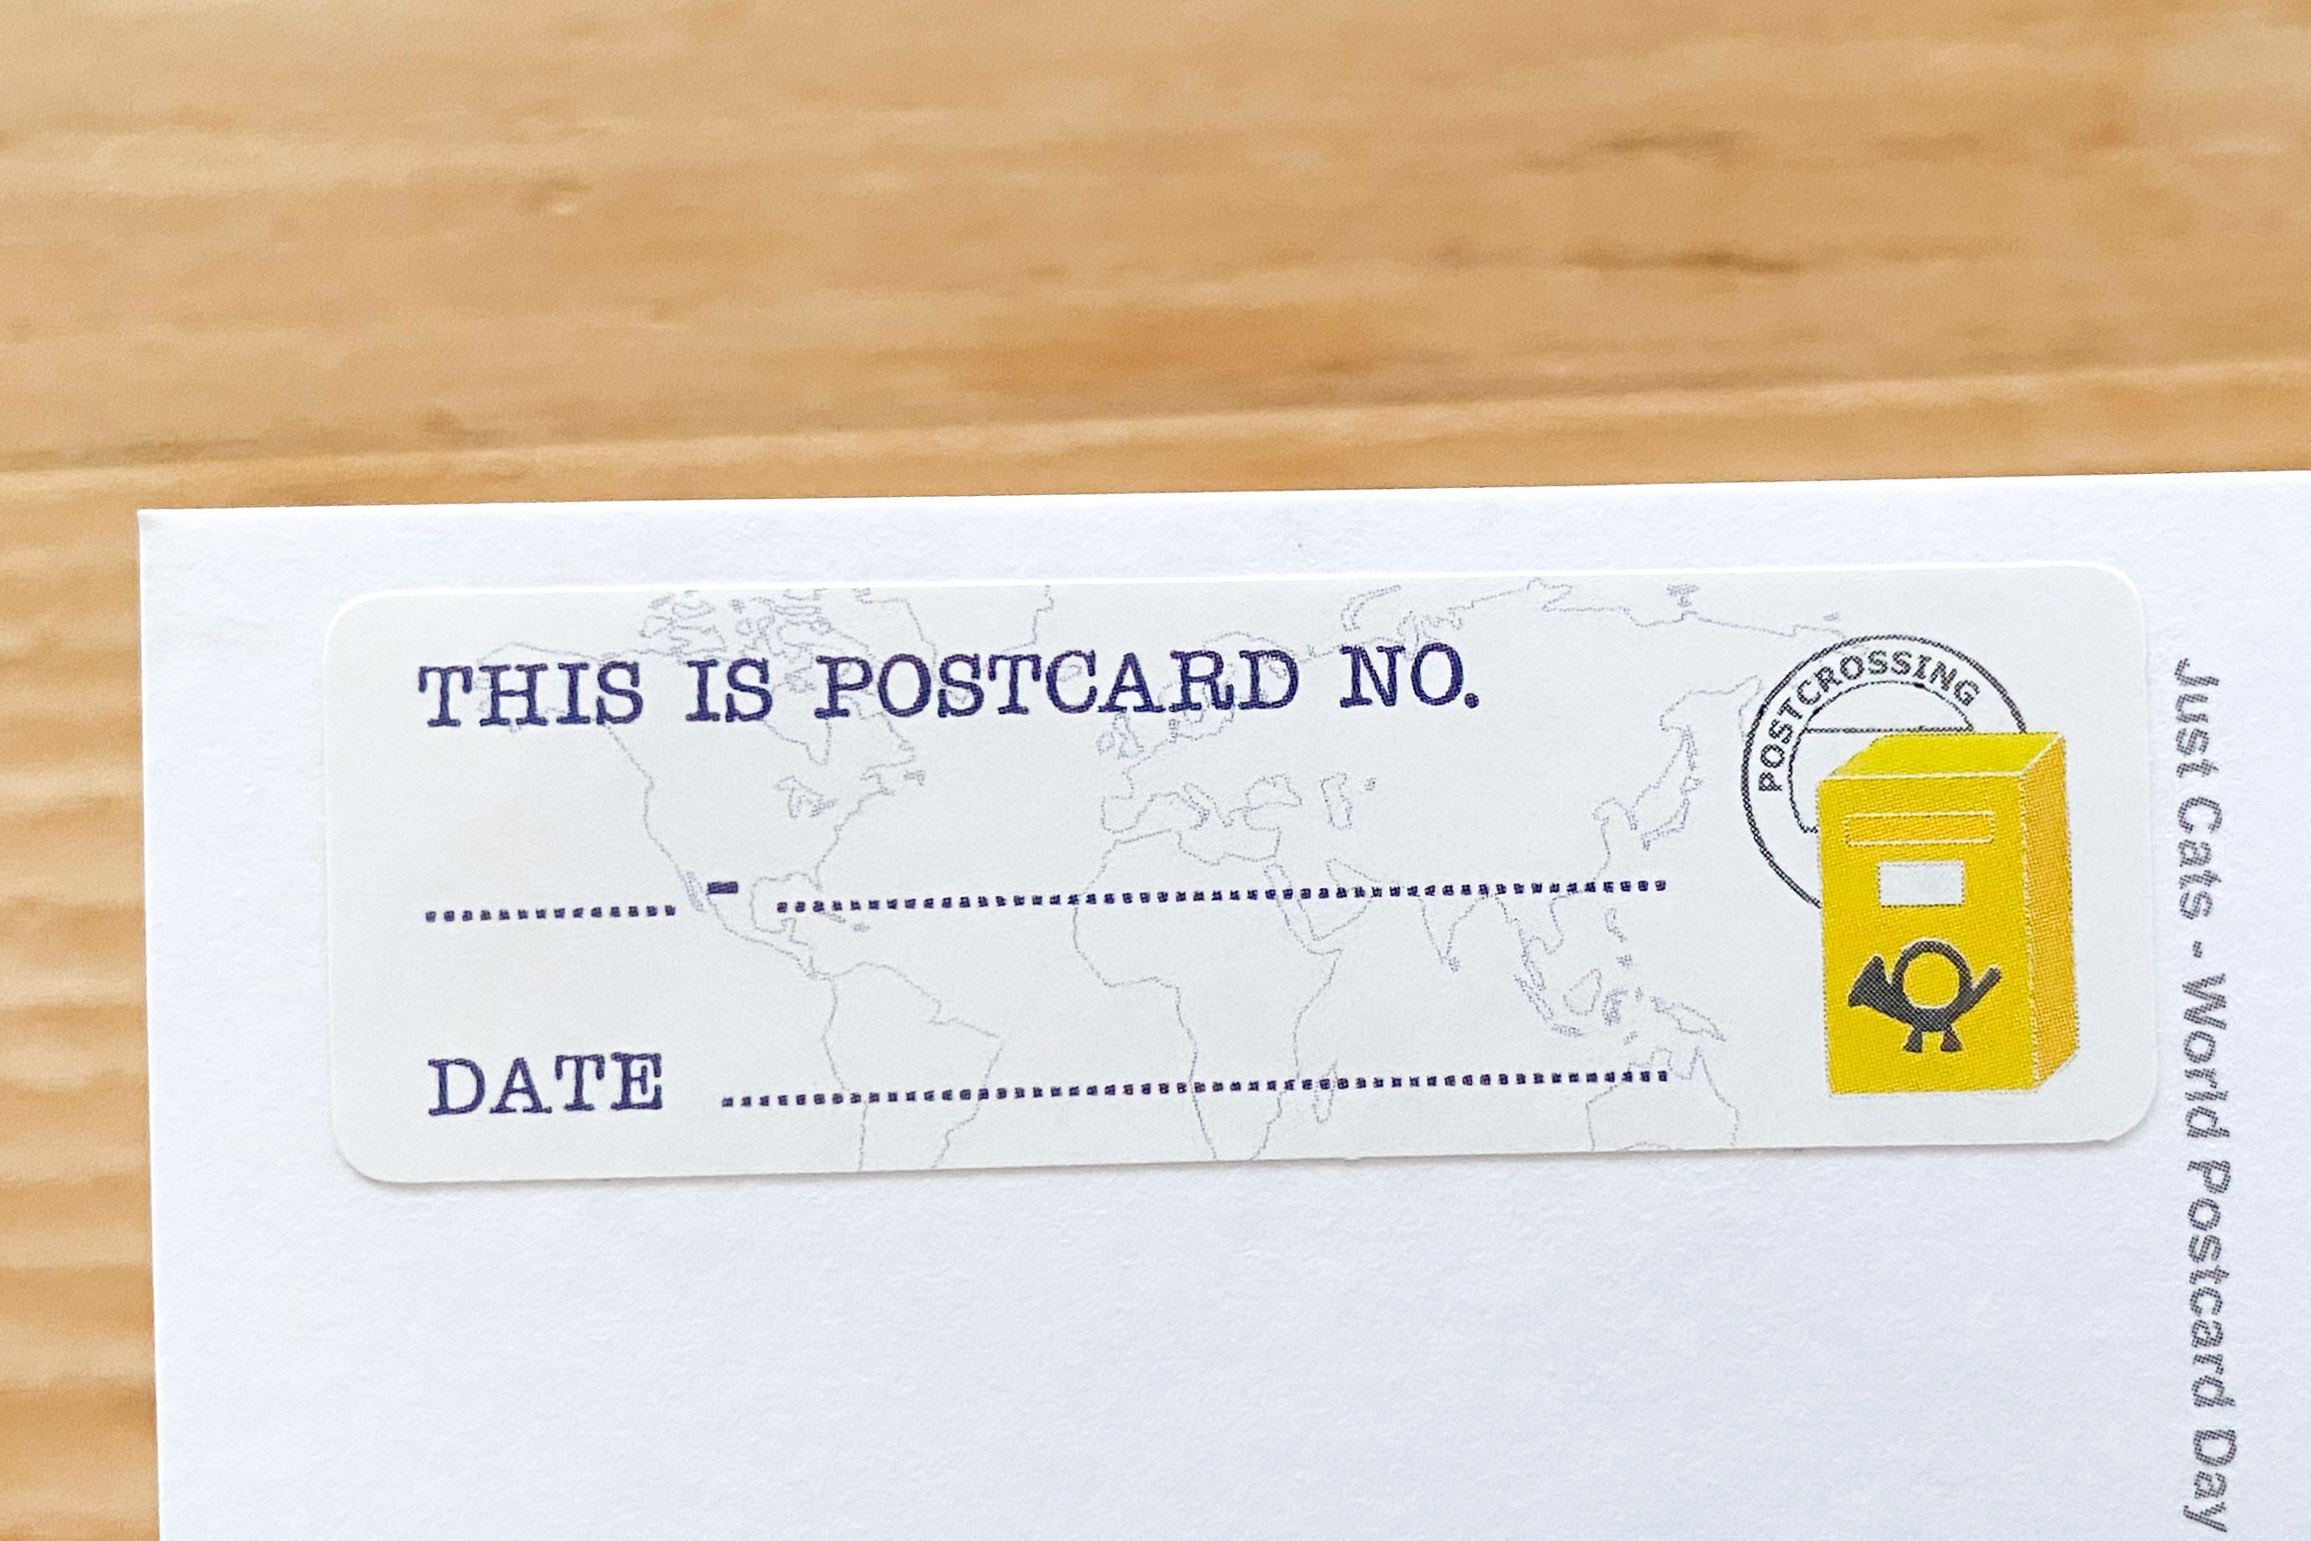 THIS IS POSTCARD NO.
POSTCROSSING
-
DATE
Just Cats - World Postcard Day